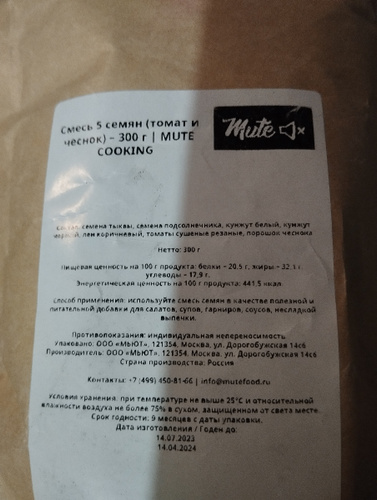 Смесь 5 семян (томат и
чеснок) – 300 г | MUTE
COOKING
Mute
Состав: семена тыквы, семена подсолнечника, кунжут белый, кунжут
черный, лен коричневый, томаты сушеные резаные, порошок чеснока
Нетто: 300 г
Пищевая ценность на 100 г продукта: белки – 20,5 г, жиры – 32,1 г,
углеводы – 17,9 г.
Энергетическая ценность на 100 г продукта: 441,5 ккал.
Способ применения: используйте смесь семян в качестве полезной и
питательной добавки для салатов, супов, гарниров, соусов, несладкой
выпечки.
Противопоказания: индивидуальная непереносимость.
Упаковано: ООО «МЬЮТ», 121354, Москва, ул. Дорогобужская 14с6
Производитель: ООО «МЬЮТ», 121354, Москва, ул. Дорогобужская 14с6
Страна производства: Россия
Контакты: +7 (499) 450-81-66 | info@mutefood.ru
Условия хранения: при температуре не выше 25°С и относительной
влажности воздуха не более 75% в сухом, защищенном от света месте.
Срок годности: 9 месяцев с даты упаковки.
Дата изготовления / Годен до:
14.07.2023
14.04.2024